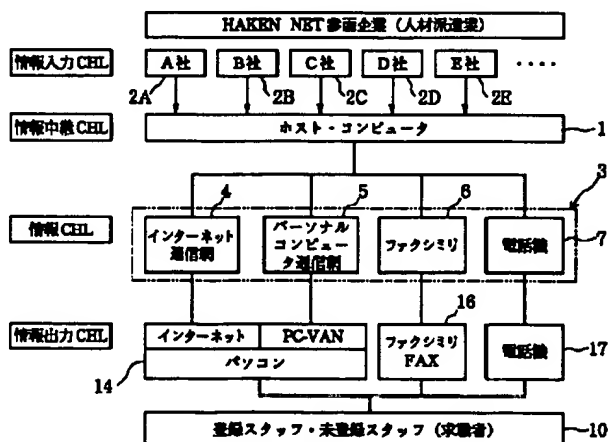 HAKEN NET参画企業（人材派遣業）
情報入力CHL
A社 B社 C社 D社 E社 ････
2A 2B 2C 2D 2E
情報中継CHL
ホスト・コンピュータ
1
3
4 5 6
情報CHL
インターネット
通信網
パーソナル
コンピュー
タ通信網
ファクシミリ
電話機
7
16
情報出力CHL
インターネット PC-VAN
パソコン
14
ファクシミリ
FAX
電話機
17
登録スタッフ・未登録スタッフ（求職者）
10